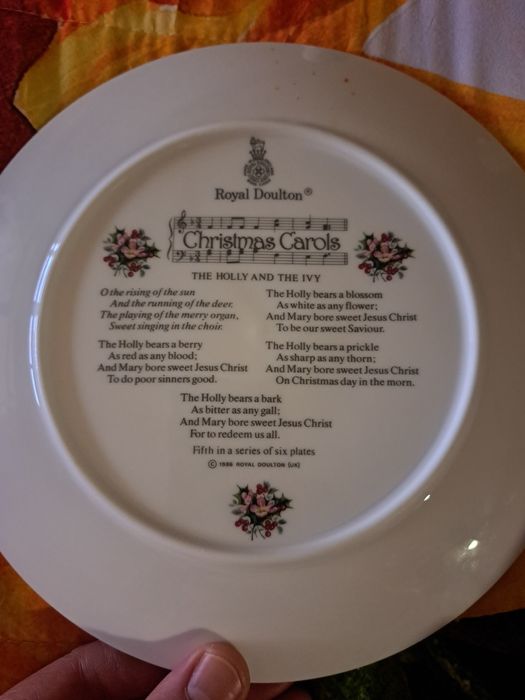 Royal Doulton®
Christmas Carols
THE HOLLY AND THE IVY
O the rising of the sun
And the running of the deer,
The playing of the merry organ,
Sweet singing in the choir.
The Holly bears a berry
As red as any blood;
And Mary bore sweet Jesus Christ
To do poor sinners good.
The Holly bears a blossom
As white as any flower;
And Mary bore sweet Jesus Christ
To be our sweet Saviour.
The Holly bears a prickle
As sharp as any thorn;
And Mary bore sweet Jesus Christ
On Christmas day in the morn.
The Holly bears a bark
As bitter as any gall;
And Mary bore sweet Jesus Christ
For to redeem us all.
Fifth in a series of six plates
© ROYAL DOULTON (UK)